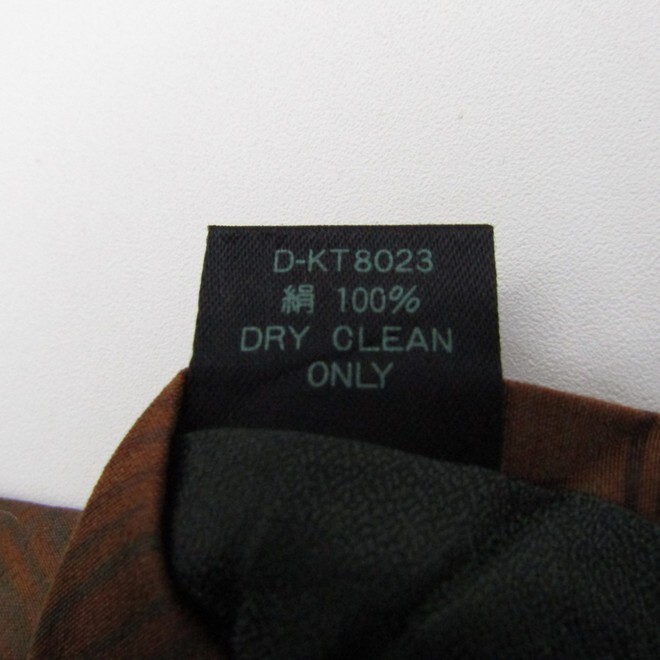 D-KT8023
絹 100%
DRY CLEAN
ONLY